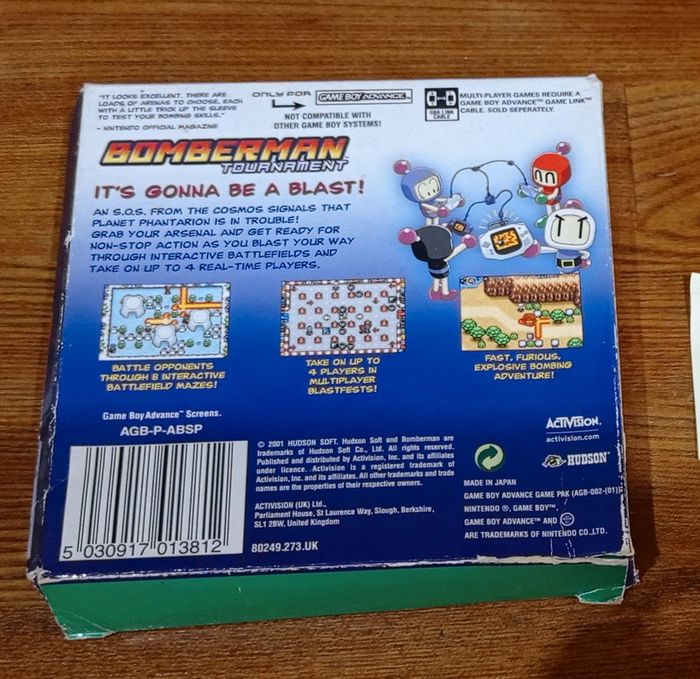 "IT LOOKS EXCELLENT. THERE ARE
LOADS OF ARENAS TO CHOOSE, EACH
WITH A LITTLE TRICK UP THE SLEEVE
TO TEST YOUR BOMBING SKILLS."
- NINTENDO OFFICIAL MAGAZINE
ONLY FOR
GAME BOY ADVANCE
NOT COMPATIBLE WITH
OTHER GAME BOY SYSTEMS!
GBA LINK
CABLE
MULTI-PLAYER GAMES REQUIRE A
GAME BOY ADVANCE™ GAME LINK™
CABLE. SOLD SEPERATELY.
BOMBERMAN
TOURNAMENT
IT'S GONNA BE A BLAST!
AN S.O.S. FROM THE COSMOS SIGNALS THAT
PLANET PHANTARION IS IN TROUBLE!
GRAB YOUR ARSENAL AND GET READY FOR
NON-STOP ACTION AS YOU BLAST YOUR WAY
THROUGH INTERACTIVE BATTLEFIELDS AND
TAKE ON UP TO 4 REAL-TIME PLAYERS.
BATTLE OPPONENTS
THROUGH 8 INTERACTIVE
BATTLEFIELD MAZES!
TAKE ON UP TO
4 PLAYERS IN
MULTIPLAYER
BLASTFESTS!
FAST, FURIOUS,
EXPLOSIVE BOMBING
ADVENTURE!
Game Boy Advance™ Screens.
AGB-P-ABSP
© 2001 HUDSON SOFT. Hudson Soft and Bomberman are
trademarks of Hudson Soft Co., Ltd. All rights reserved.
Published and distributed by Activision, Inc. and its affiliates
under licence. Activision is a registered trademark of
Activision, Inc. and its affiliates. All other trademarks and trade
names are the properties of their respective owners.
ACTIVISION (UK) Ltd.,
Parliament House, St Laurence Way, Slough, Berkshire,
SL1 2BW, United Kingdom
80249.273.UK
5 030917 013812
ACTIVISION.
activision.com
HUDSON
MADE IN JAPAN
GAME BOY ADVANCE GAME PAK (AGB-002-(01))
NINTENDO ®, GAME BOY™,
GAME BOY ADVANCE™ AND
ARE TRADEMARKS OF NINTENDO CO.,LTD.